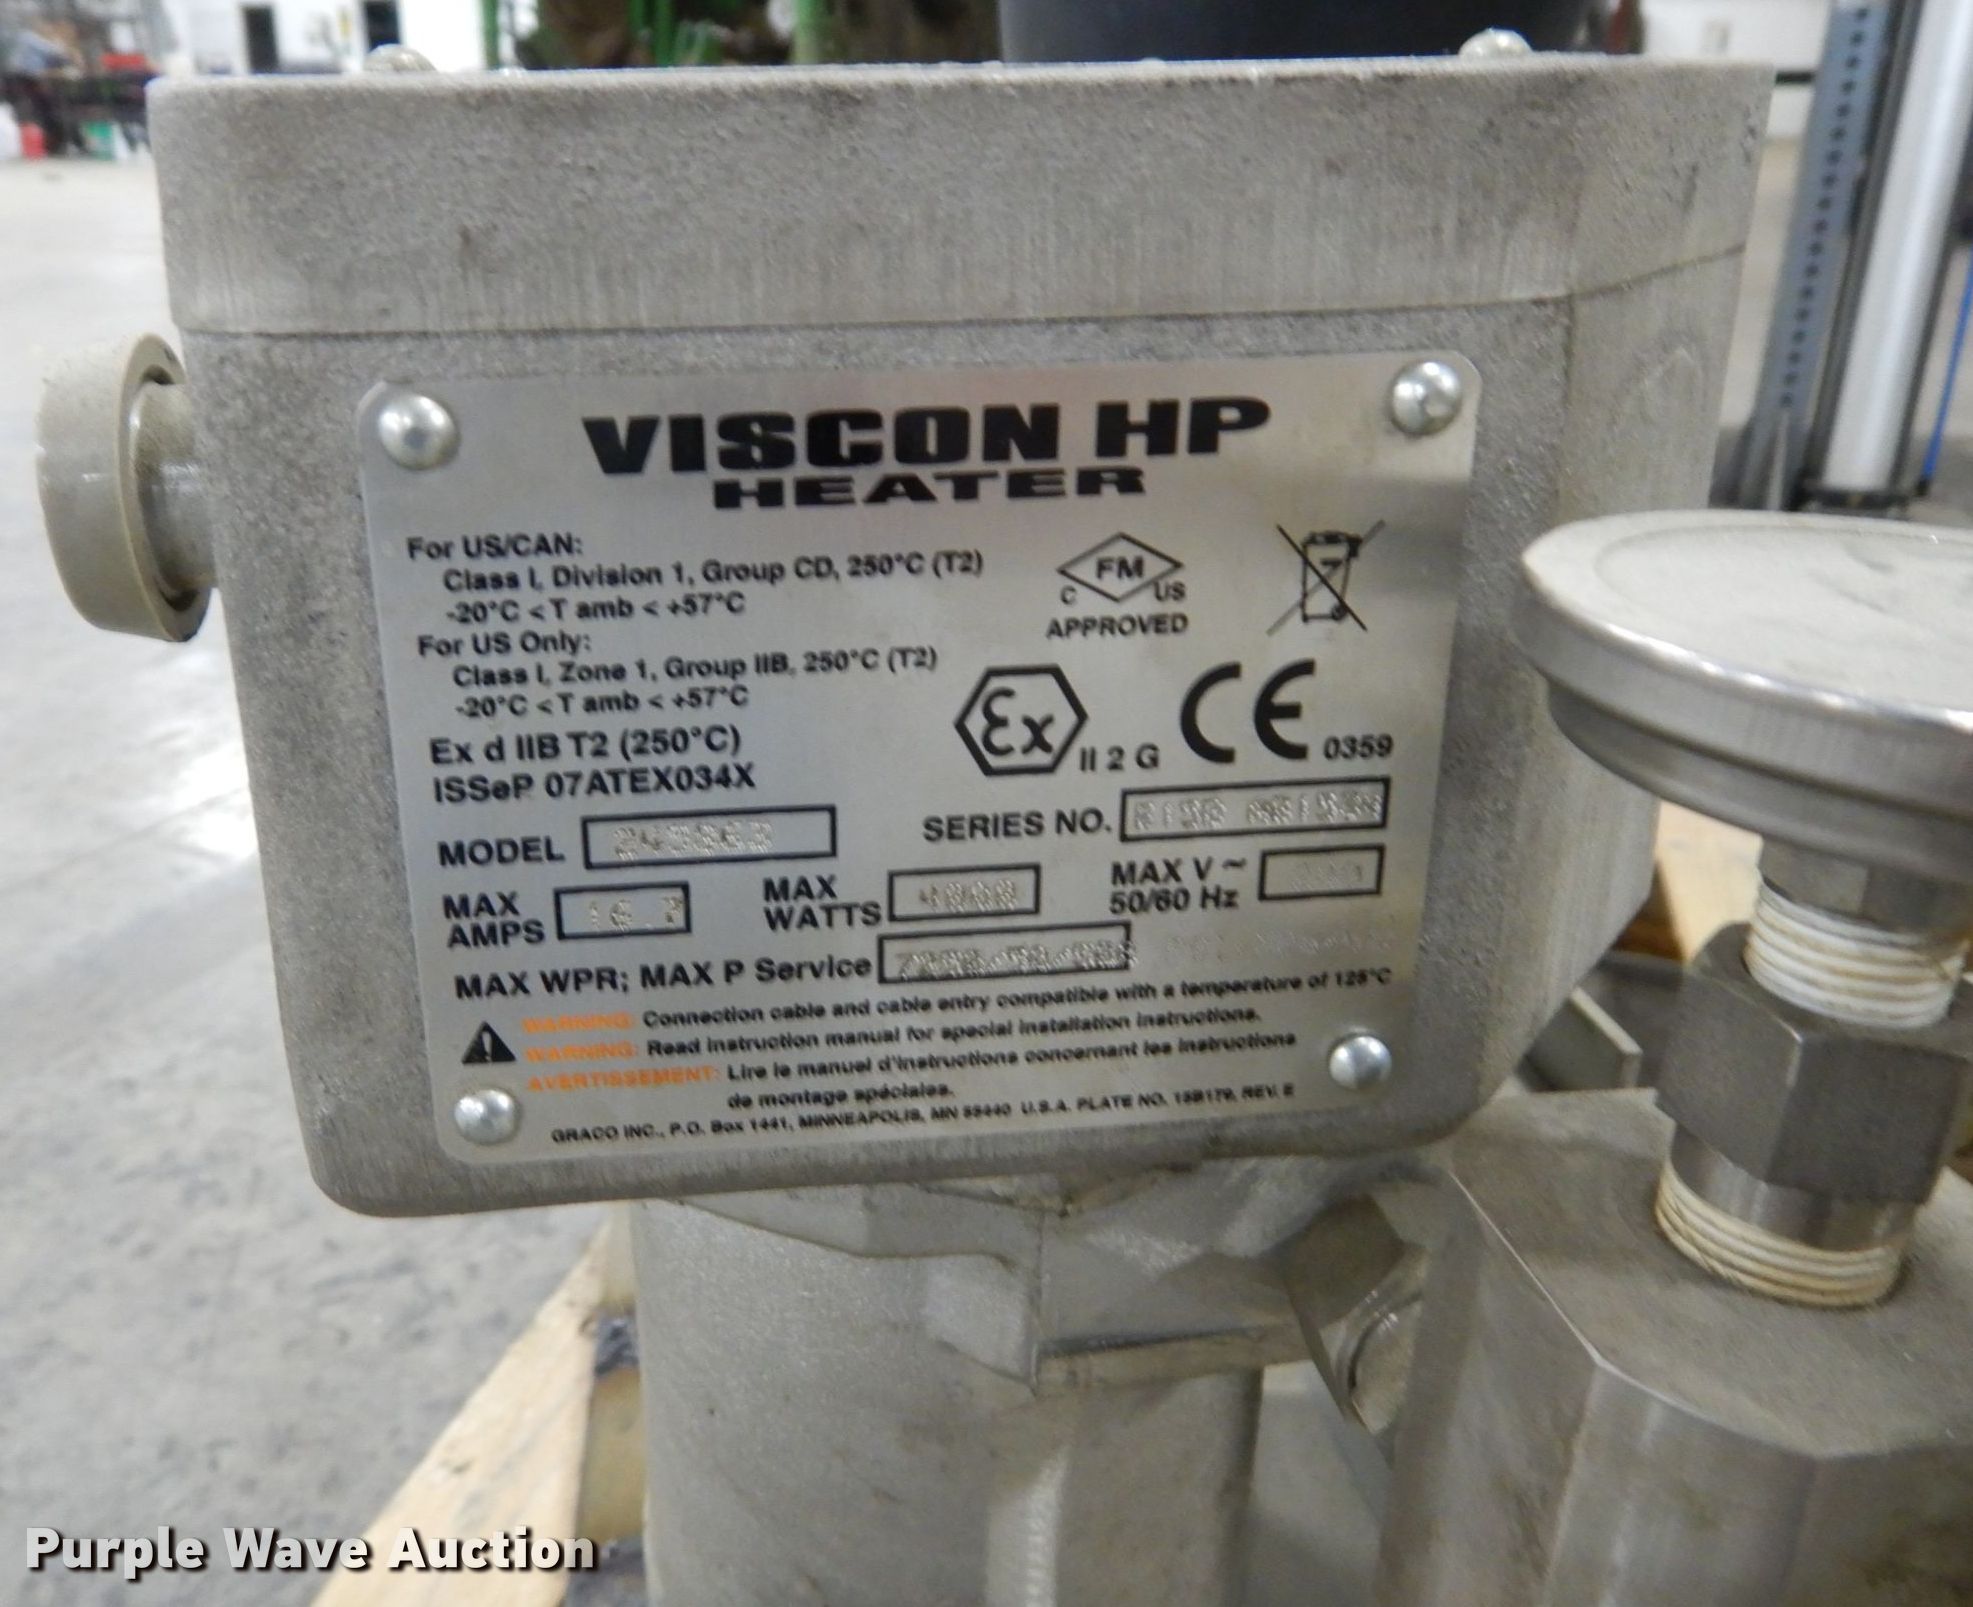 VISCON HP
HEATER
For US/CAN:
Class I, Division 1, Group CD, 250°C (T2)
-20°C < T amb < +57°C
For US Only:
Class I, Zone 1, Group IIB, 250°C (T2)
-20°C < T amb < +57°C
Ex d IIB T2 (250°C)
ISSeP 07ATEX034X
FM
C US
APPROVED
Ex II 2 G CE 0359
MODEL
SERIES NO.
MAX AMPS 16.7
MAX WATTS 4000
MAX V ~ 50/60 Hz
MAX WPR; MAX P Service
WARNING: Connection cable and cable entry compatible with a temperature of 125°C
WARNING: Read instruction manual for special installation instructions.
AVERTISSEMENT: Lire le manuel d'instructions concernant les instructions
de montage spéciales.
GRACO INC., P.O. Box 1441, MINNEAPOLIS, MN 55440 U.S.A. PLATE NO. 15B179, REV. E
Purple Wave Auction